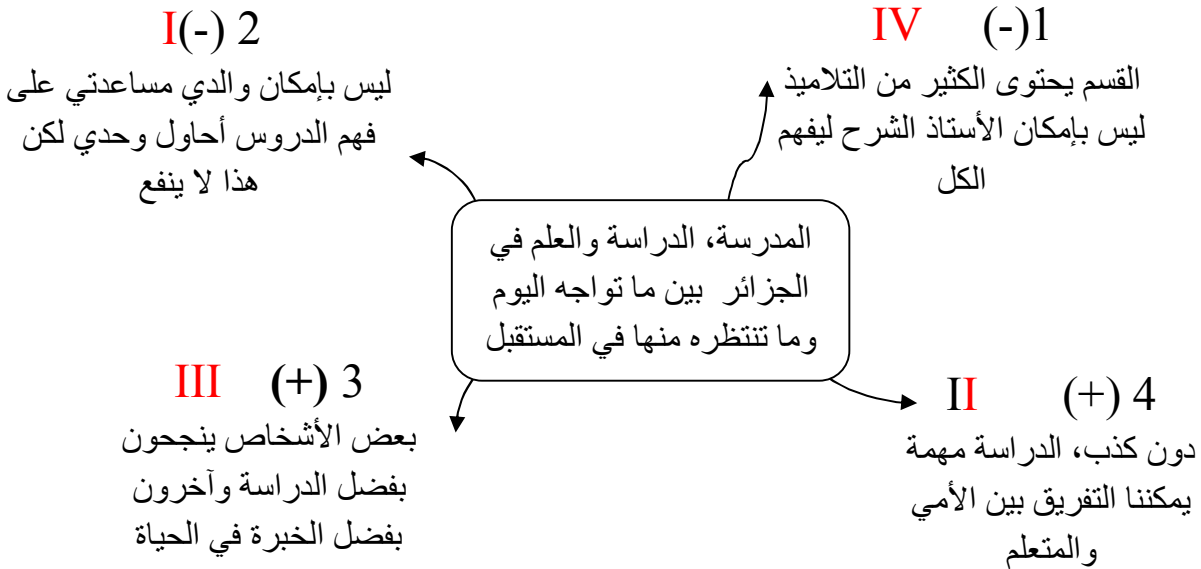 IV (-)1
القسم يحتوى الكثير من التلاميذ
ليس بإمكان الأستاذ الشرح ليفهم
الكل
I(-) 2
ليس بإمكان والدي مساعدتي على
فهم الدروس أحاول وحدي لكن
هذا لا ينفع
المدرسة، الدراسة والعلم في
الجزائر بين ما تواجه اليوم
وما تنتظره منها في المستقبل
III (+) 3
بعض الأشخاص ينجحون
بفضل الدراسة وآخرون
بفضل الخبرة في الحياة
II (+) 4
دون كذب، الدراسة مهمة
يمكننا التفريق بين الأمي
والمتعلم